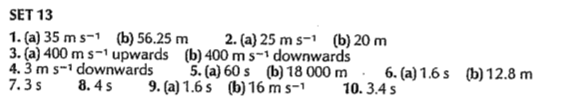 SET 13
1. (a) 35 m s⁻¹ (b) 56.25 m 2. (a) 25 m s⁻¹ (b) 20 m
3. (a) 400 m s⁻¹ upwards (b) 400 m s⁻¹ downwards
4. 3 m s⁻¹ downwards 5. (a) 60 s (b) 18 000 m 6. (a) 1.6 s (b) 12.8 m
7. 3 s 8. 4 s 9. (a) 1.6 s (b) 16 m s⁻¹ 10. 3.4 s